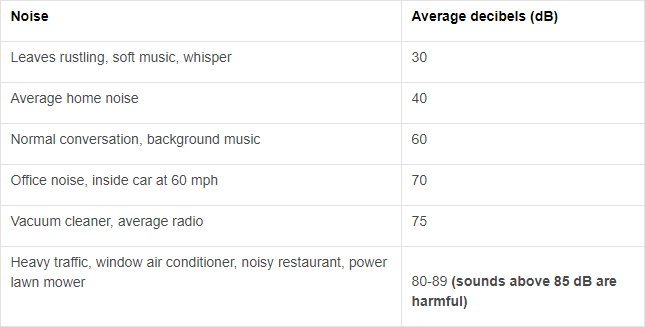 Noise Average decibels (dB)
Leaves rustling, soft music, whisper 30
Average home noise 40
Normal conversation, background music 60
Office noise, inside car at 60 mph 70
Vacuum cleaner, average radio 75
Heavy traffic, window air conditioner, noisy restaurant, power
lawn mower
80-89 (sounds above 85 dB are
harmful)